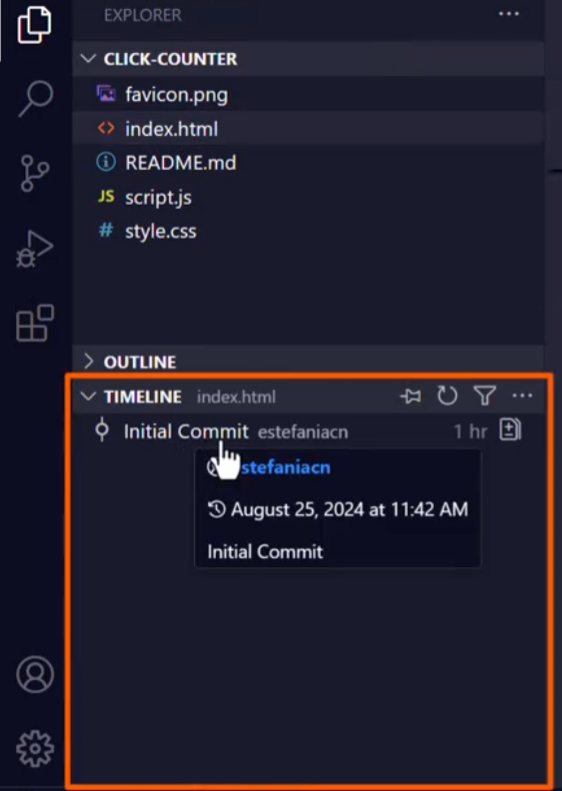 EXPLORER
CLICK-COUNTER
favicon.png
<> index.html
README.md
JS script.js
# style.css
OUTLINE
TIMELINE index.html
Initial Commit estefaniacn 1 hr
stefaniacn
August 25, 2024 at 11:42 AM
Initial Commit